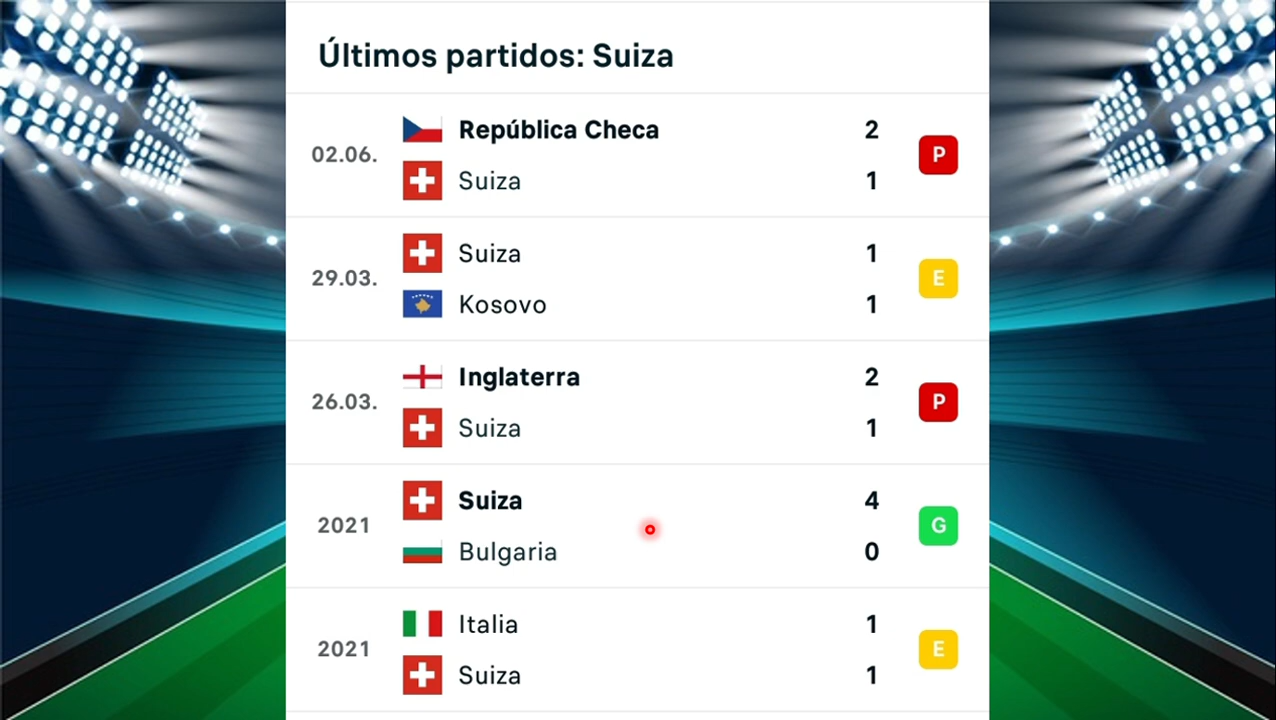 Últimos partidos: Suiza
República Checa 2
02.06. P
Suiza 1
Suiza 1
29.03. E
Kosovo 1
Inglaterra 2
26.03. P
Suiza 1
Suiza 4
2021 G
Bulgaria 0
Italia 1
2021 E
Suiza 1